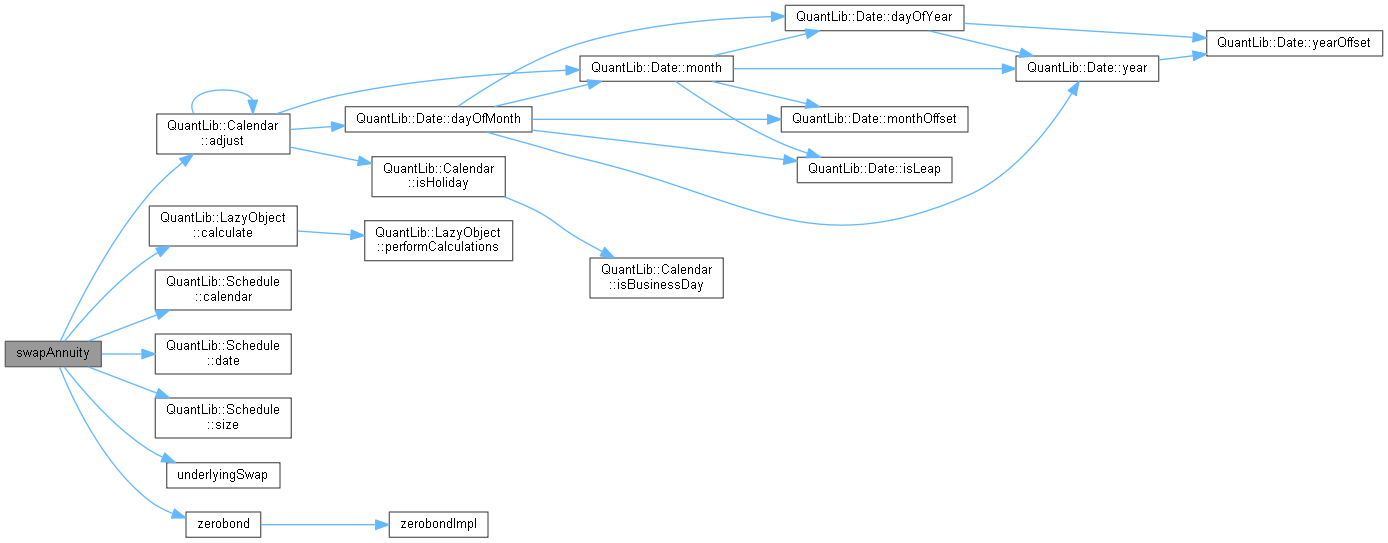 swapAnnuity
QuantLib::Calendar
::adjust
QuantLib::Date::month
QuantLib::Date::dayOfYear
QuantLib::Date::yearOffset
QuantLib::Date::year
QuantLib::Date::monthOffset
QuantLib::Date::isLeap
QuantLib::Date::dayOfMonth
QuantLib::Calendar
::isHoliday
QuantLib::Calendar
::isBusinessDay
QuantLib::LazyObject
::calculate
QuantLib::LazyObject
::performCalculations
QuantLib::Schedule
::calendar
QuantLib::Schedule
::date
QuantLib::Schedule
::size
underlyingSwap
zerobond
zerobondImpl